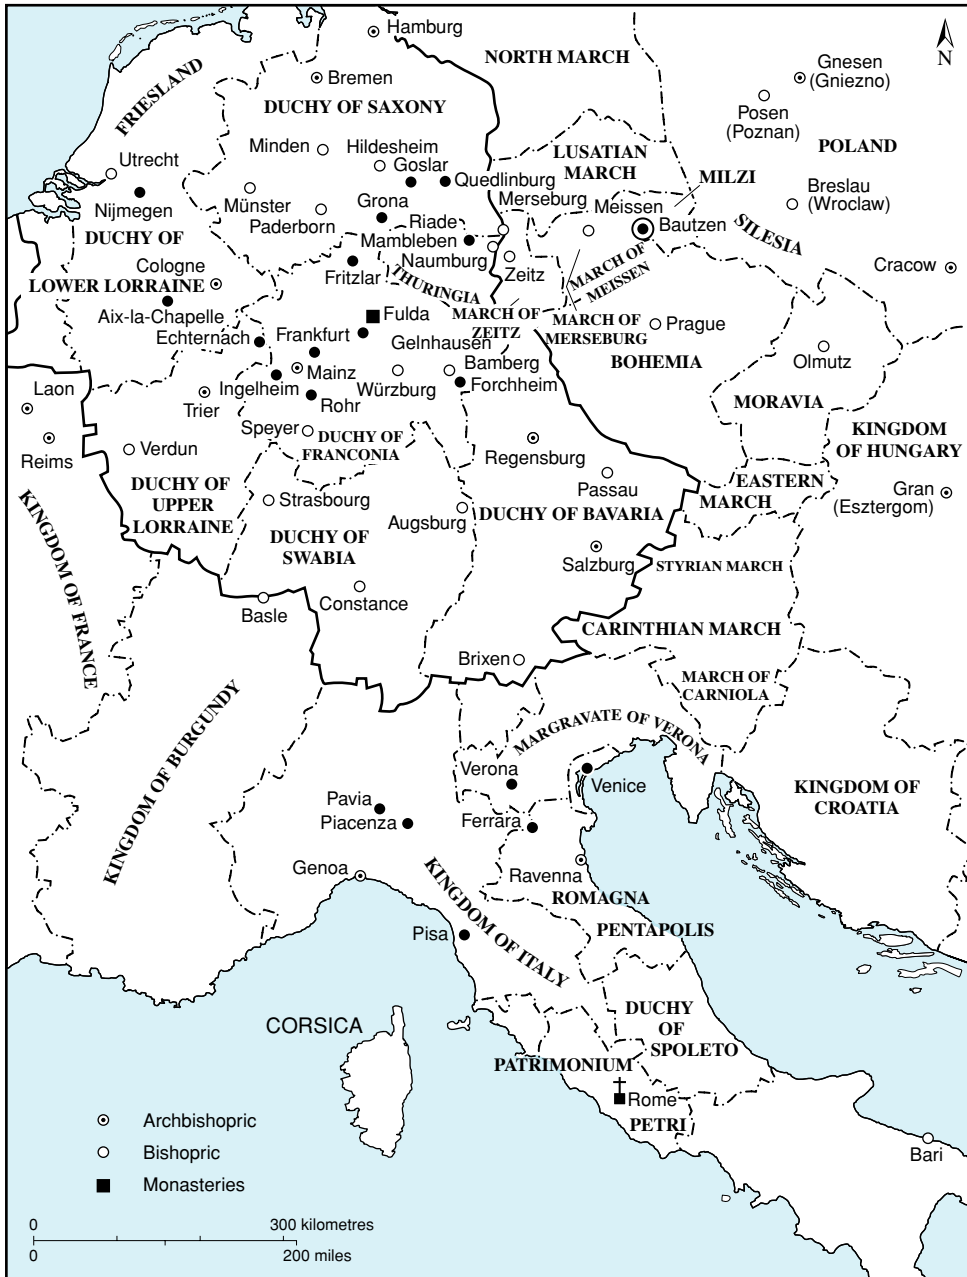 Hamburg
NORTH MARCH
N
Gnesen
(Gniezno)
FRIESLAND
Bremen
DUCHY OF SAXONY
Posen
(Poznan)
POLAND
Minden
Hildesheim
Goslar
LUSATIAN
MARCH
Utrecht
Quedlinburg
MILZI
Breslau
(Wroclaw)
Nijmegen
Münster
Paderborn
Grona
Riade
Merseburg
Meissen
Bautzen
SILESIA
DUCHY OF
LOWER LORRAINE
Mambleben
Naumburg
Zeitz
MARCH OF
MEISSEN
Cologne
Fritzlar
THURINGIA
Cracow
Aix-la-Chapelle
Fulda
MARCH OF
ZEITZ
MARCH OF
MERSEBURG
Prague
Echternach
Frankfurt
Gelnhausen
BOHEMIA
Olmutz
Laon
Ingelheim
Mainz
Würzburg
Bamberg
Forchheim
Trier
Rohr
MORAVIA
Reims
Verdun
Speyer
DUCHY OF
FRANCONIA
Regensburg
KINGDOM
OF HUNGARY
DUCHY OF
UPPER
LORRAINE
Strasbourg
Passau
EASTERN
MARCH
Gran
(Esztergom)
Augsburg
DUCHY OF BAVARIA
DUCHY OF
SWABIA
KINGDOM OF FRANCE
Salzburg
STYRIAN MARCH
Basle
Constance
CARINTHIAN MARCH
Brixen
MARCH OF
CARNIOLA
KINGDOM OF BURGUNDY
MARGRAVATE OF VERONA
Verona
Venice
KINGDOM OF
CROATIA
Pavia
Piacenza
Ferrara
Genoa
Ravenna
KINGDOM OF ITALY
ROMAGNA
Pisa
PENTAPOLIS
CORSICA
DUCHY
OF
SPOLETO
PATRIMONIUM
Rome
PETRI
Bari
Archbishopric
Bishopric
Monasteries
0 300 kilometres
0 200 miles